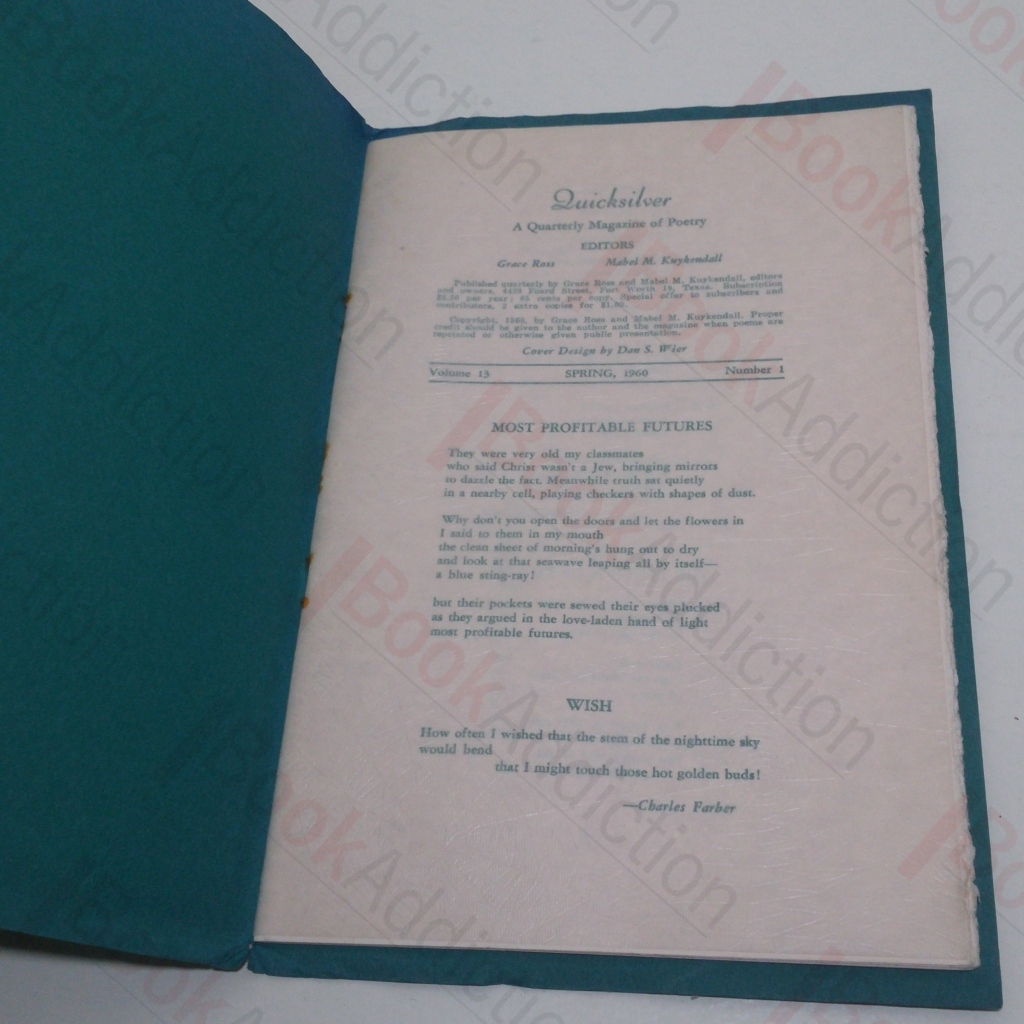 Quicksilver
A Quarterly Magazine of Poetry
EDITORS
Grace Ross Mabel M. Kuykendall
Published quarterly by Grace Ross and Mabel M. Kuykendall, editors
and owners, Street, Fort Worth Texas. Subscription
per year; cents per copy. Special offer to subscribers and
contributors, 2 extra copies for
Copyright, 1960, by Grace Ross and Mabel M. Kuykendall. Proper
credit should be given to the author and the magazine when poems are
reprinted or otherwise given public presentation.
Cover Design by Dan S. Wier
Volume 13 SPRING, 1960 Number 1
MOST PROFITABLE FUTURES
They were very old my classmates
who said Christ wasn't a Jew, bringing mirrors
to dazzle the fact. Meanwhile truth sat quietly
in a nearby cell, playing checkers with shapes of dust.
Why don't you open the doors and let the flowers in
I said to them in my mouth
the clean sheet of morning's hung out to dry
and look at that seawave leaping all by itself—
a blue sting-ray!
but their pockets were sewed their eyes plucked
as they argued in the love-laden hand of light
most profitable futures.
WISH
How often I wished that the stem of the nighttime sky
would bend
that I might touch those hot golden buds!
—Charles Farber
BookAddiction